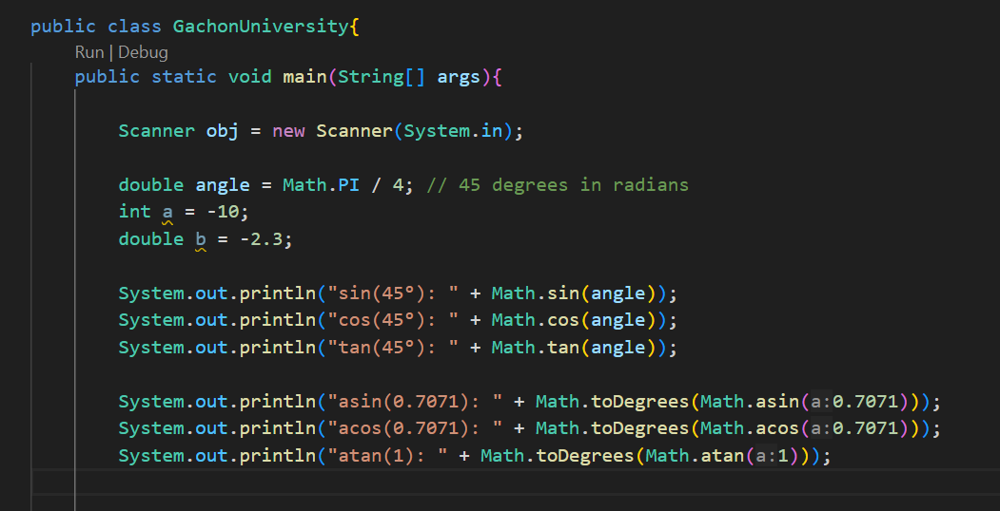 public class GachonUniversity{
Run | Debug
public static void main(String[] args){
Scanner obj = new Scanner(System.in);
double angle = Math.PI / 4; // 45 degrees in radians
int a = -10;
double b = -2.3;
System.out.println("sin(45°): " + Math.sin(angle));
System.out.println("cos(45°): " + Math.cos(angle));
System.out.println("tan(45°): " + Math.tan(angle));
System.out.println("asin(0.7071): " + Math.toDegrees(Math.asin(a:0.7071)));
System.out.println("acos(0.7071): " + Math.toDegrees(Math.acos(a:0.7071)));
System.out.println("atan(1): " + Math.toDegrees(Math.atan(a:1)));